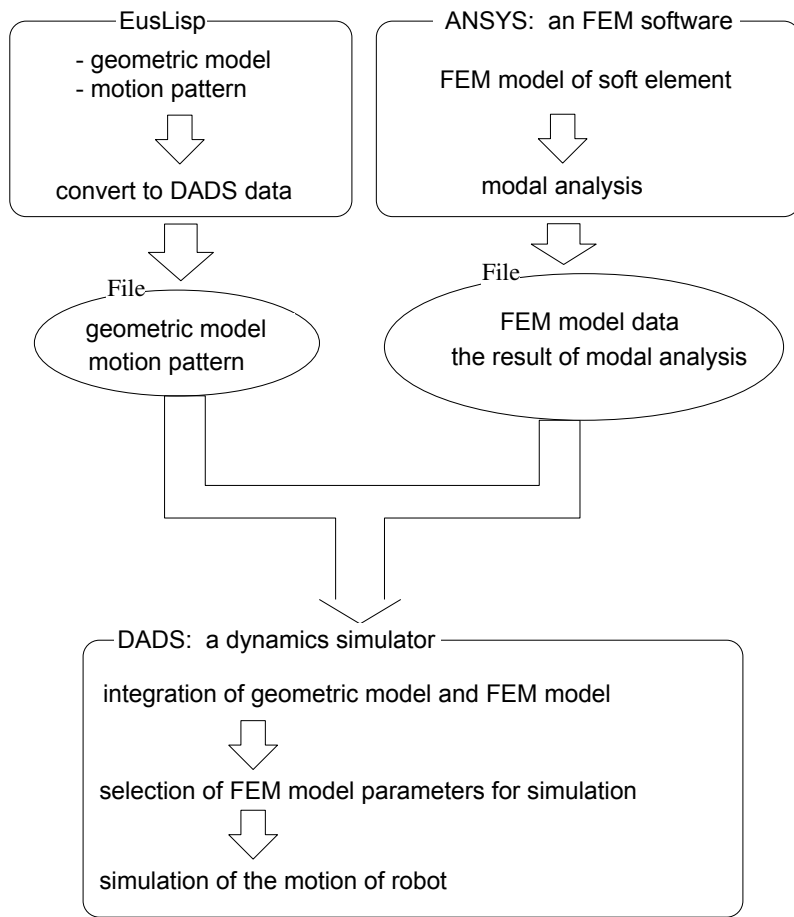 EusLisp
- geometric model
- motion pattern
convert to DADS data
File
geometric model
motion pattern
ANSYS: an FEM software
FEM model of soft element
modal analysis
File
FEM model data
the result of modal analysis
DADS: a dynamics simulator
integration of geometric model and FEM model
selection of FEM model parameters for simulation
simulation of the motion of robot